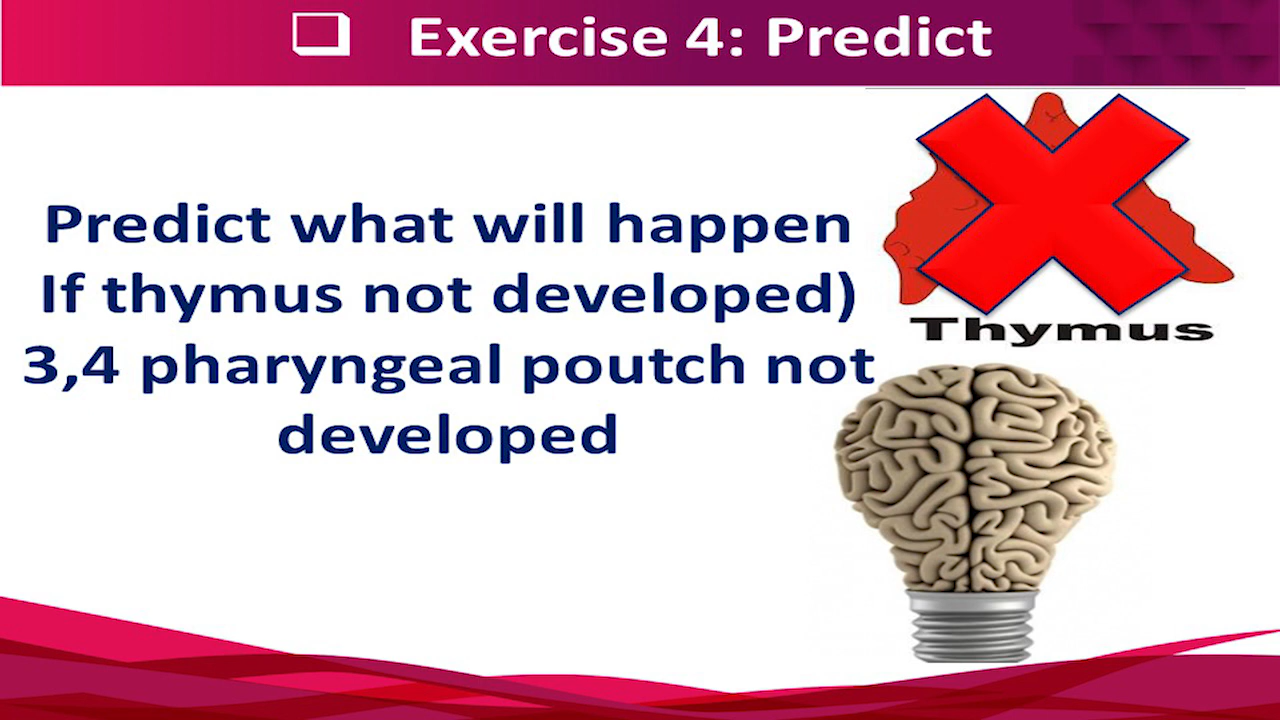 Exercise 4: Predict
Predict what will happen
If thymus not developed)
3,4 pharyngeal poutch not
developed
Thymus